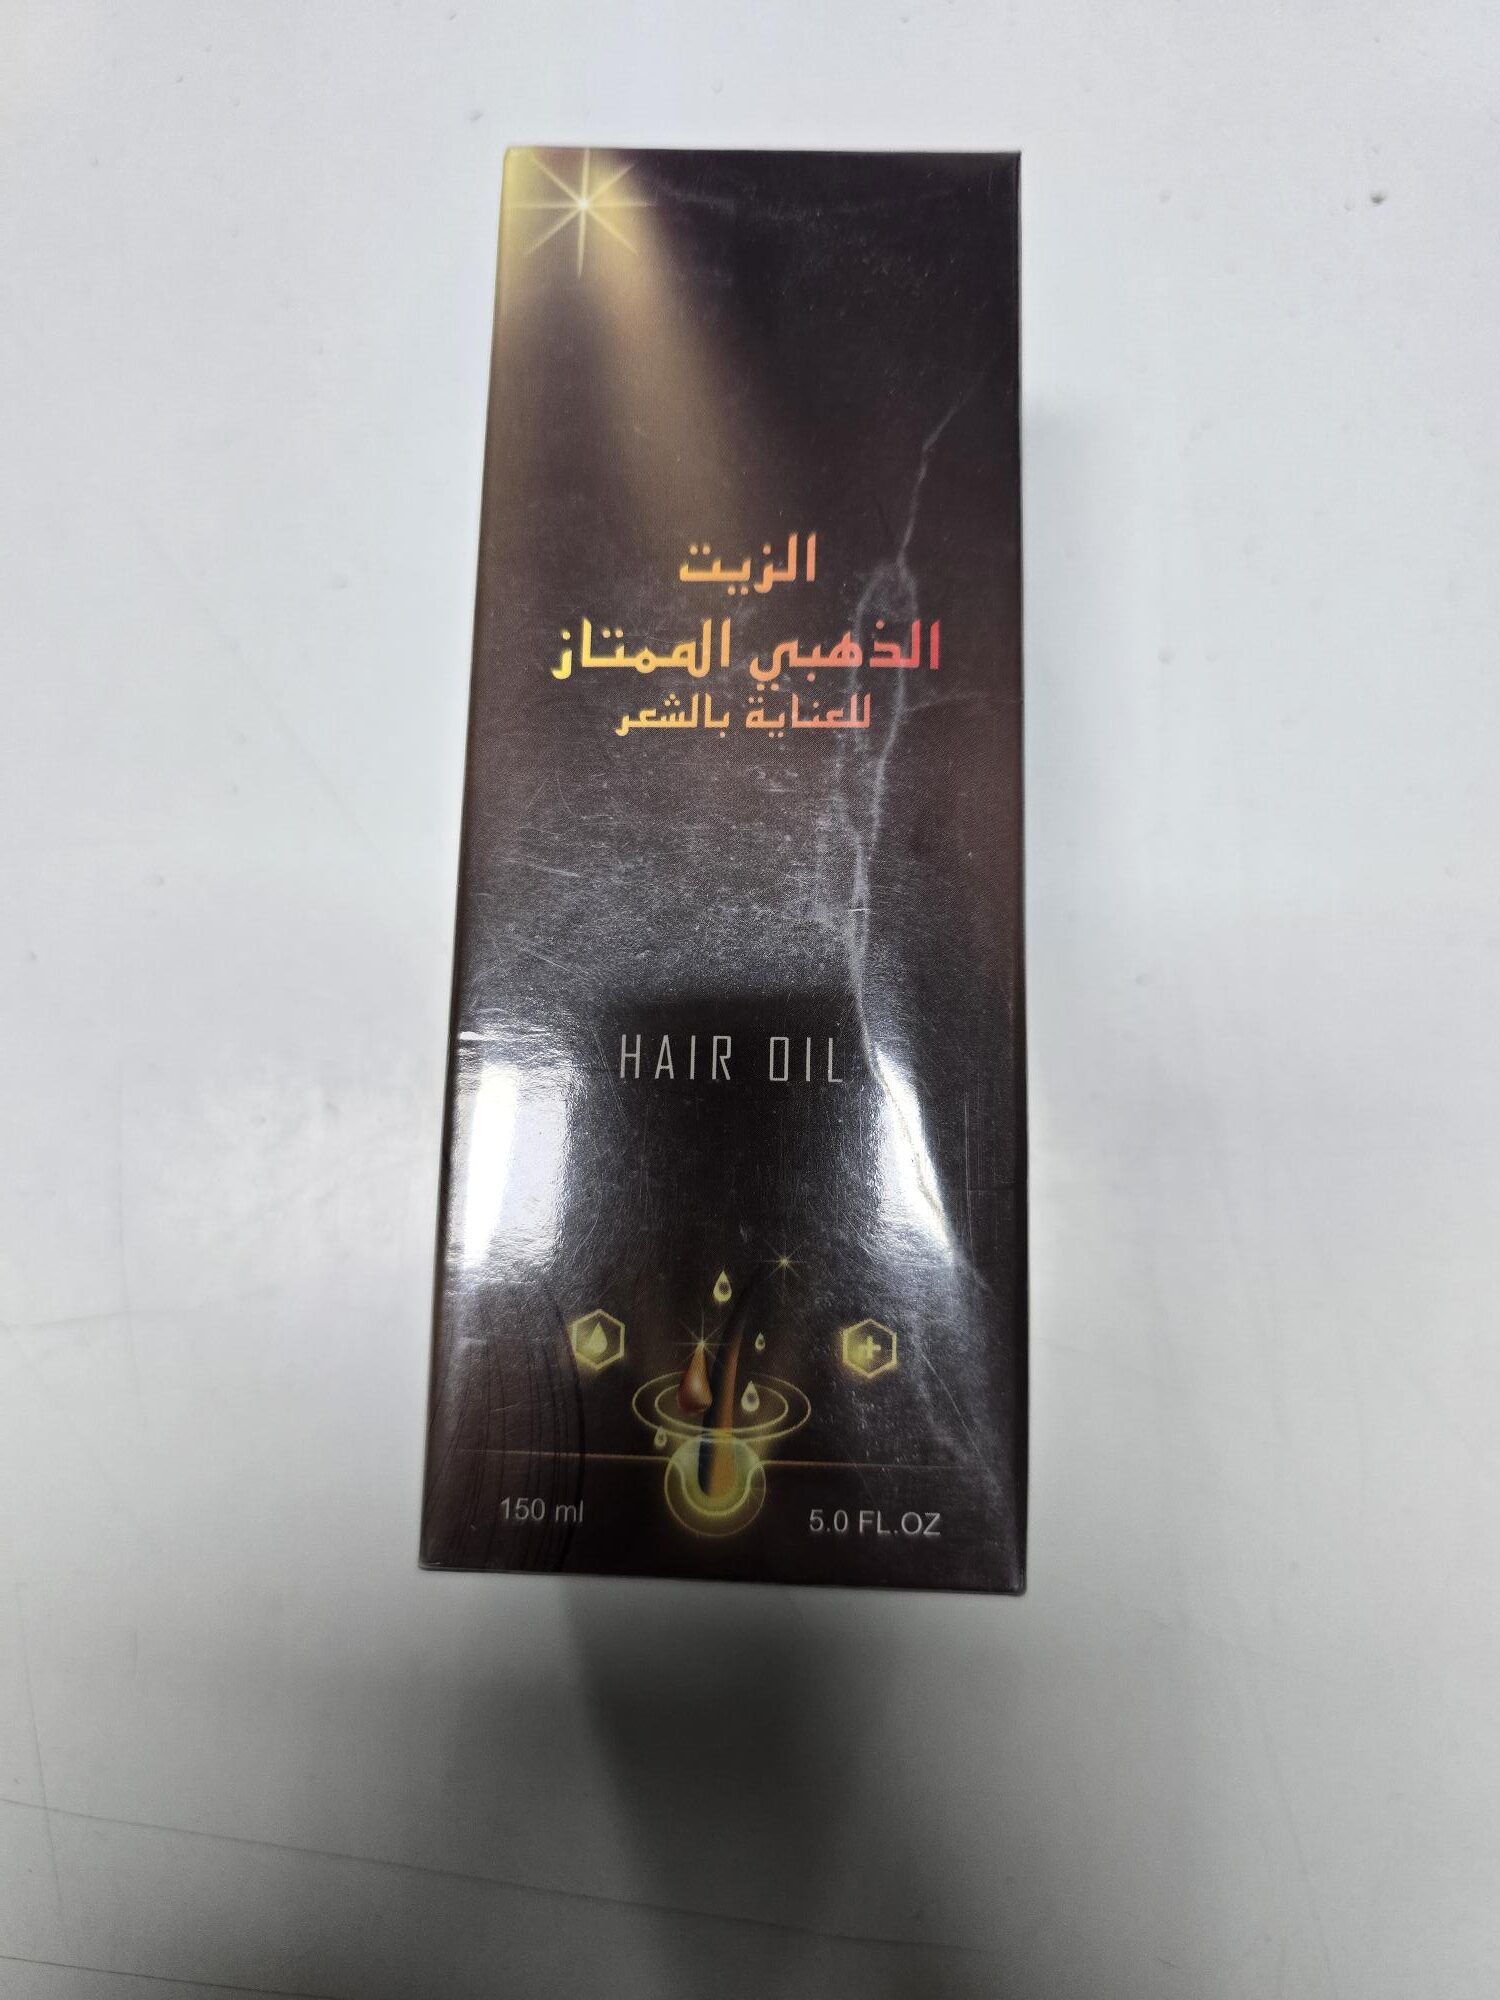 الزيت
الذهبي الممتاز
للعناية بالشعر
HAIR OIL
150 ml
5.0 FL.OZ